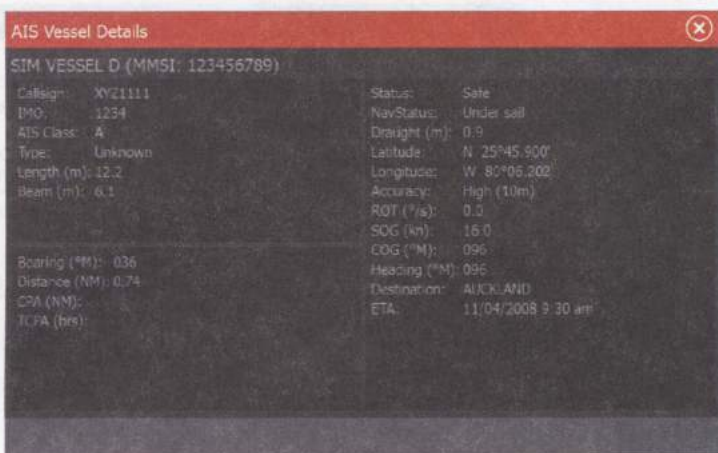 AIS Vessel Details
SIM VESSEL D (MMSI: 123456789)
Callsign: XYZ1111
IMO: 1234
AIS Class: A
Type: Unknown
Length (m): 12.2
Beam (m): 6.1
Bearing (°M): 036
Distance (NM): 0.74
CPA (NM):
TCPA (hrs):
Status: Safe
NavStatus: Under sail
Draught (m): 0.9
Latitude: N 25°45.900'
Longitude: W 80°06.202'
Accuracy: High (10m)
ROT (°/s): 0.0
SOG (kn): 16.0
COG (°M): 096
Heading (°M): 096
Destination: AUCKLAND
ETA: 11/04/2008 9:30 am